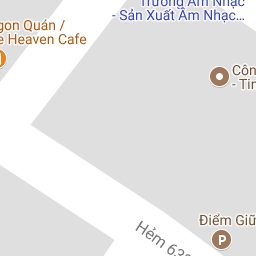 Trường Âm Nhạc
- Sản Xuất Âm Nhạc...
gon Quán /
e Heaven Cafe
Côn
- Tin
Điểm Giữ
Hẻm 63
P